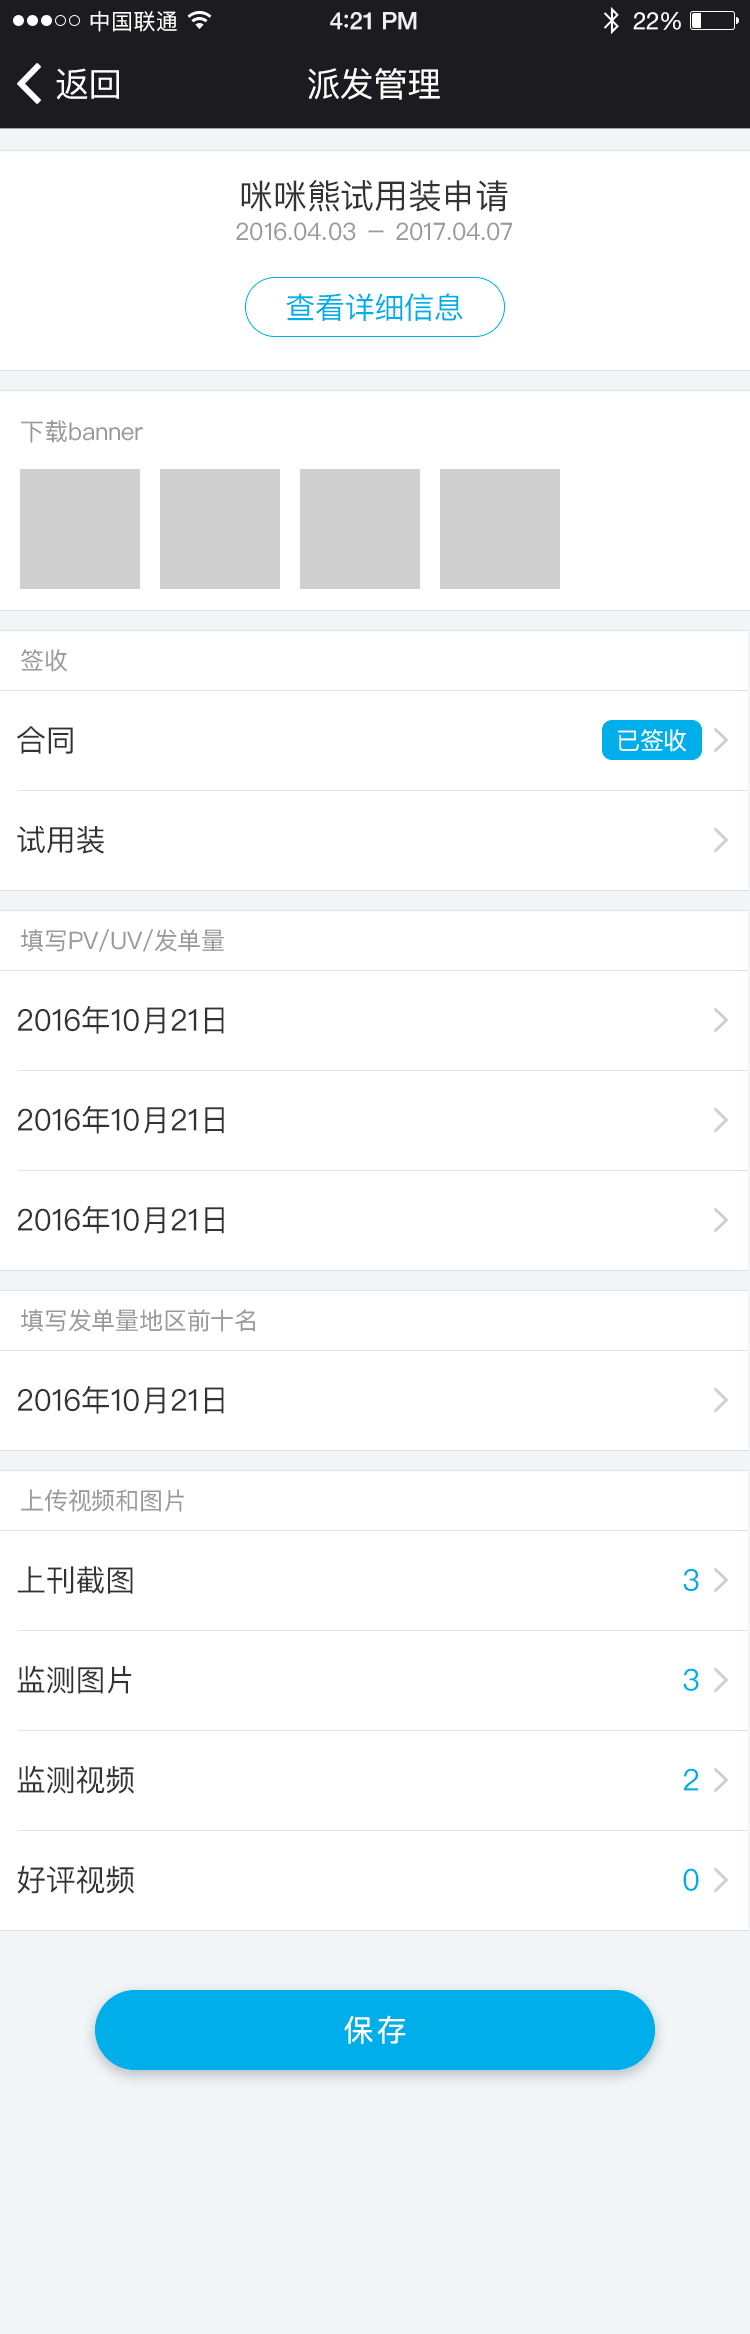 中国联通 4:21 PM 22%
返回 派发管理
咪咪熊试用装申请
2016.04.03 － 2017.04.07
查看详细信息
下载banner
签收
合同 已签收
试用装
填写PV/UV/发单量
2016年10月21日
2016年10月21日
2016年10月21日
填写发单量地区前十名
2016年10月21日
上传视频和图片
上刊截图 3
监测图片 3
监测视频 2
好评视频 0
保存